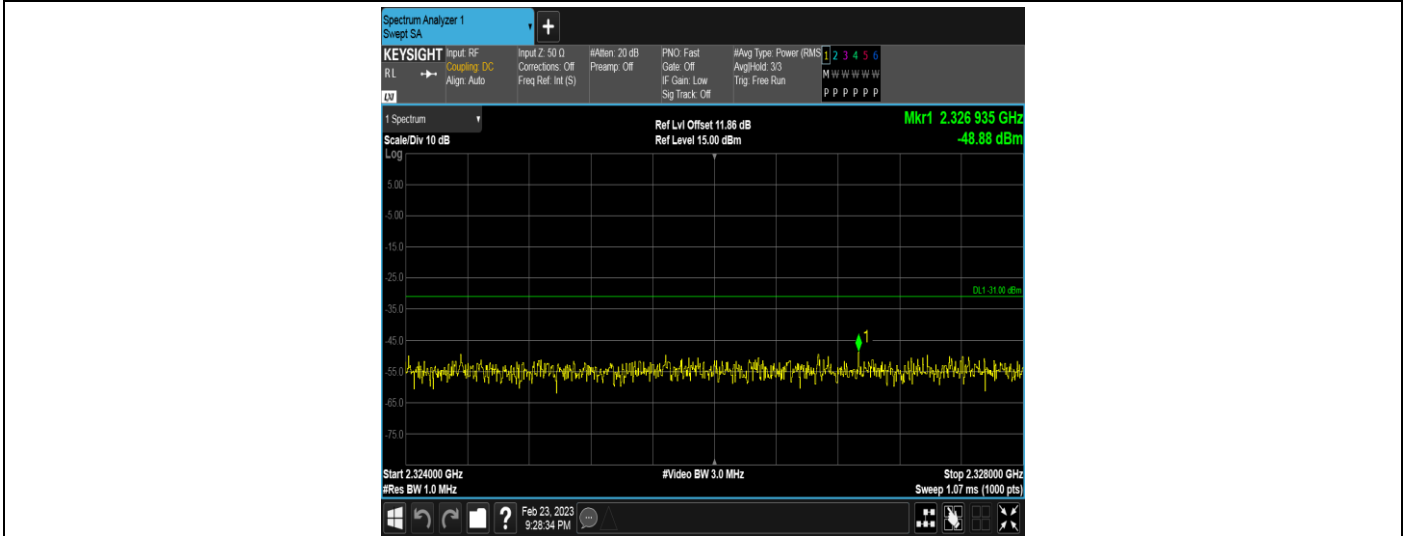 Spectrum Analyzer 1
Swept SA
+
KEYSIGHT
RL
LXI
Input: RF
Coupling: DC
Align: Auto
Input Z: 50 Ω
Corrections: Off
Freq Ref: Int (S)
#Atten: 20 dB
Preamp: Off
PNO: Fast
Gate: Off
IF Gain: Low
Sig Track: Off
#Avg Type: Power (RMS
Avg|Hold: 3/3
Trig: Free Run
1 2 3 4 5 6
M W W W W W
P P P P P P
1 Spectrum
Scale/Div 10 dB
Ref Lvl Offset 11.86 dB
Ref Level 15.00 dBm
Mkr1 2.326 935 GHz
-48.88 dBm
Log
5.00
-5.00
-15.0
-25.0
DL1 -31.00 dBm
-35.0
-45.0
1
-55.0
-65.0
-75.0
Start 2.324000 GHz
#Video BW 3.0 MHz
Stop 2.328000 GHz
#Res BW 1.0 MHz
Sweep 1.07 ms (1000 pts)
?
Feb 23, 2023
9:28:34 PM